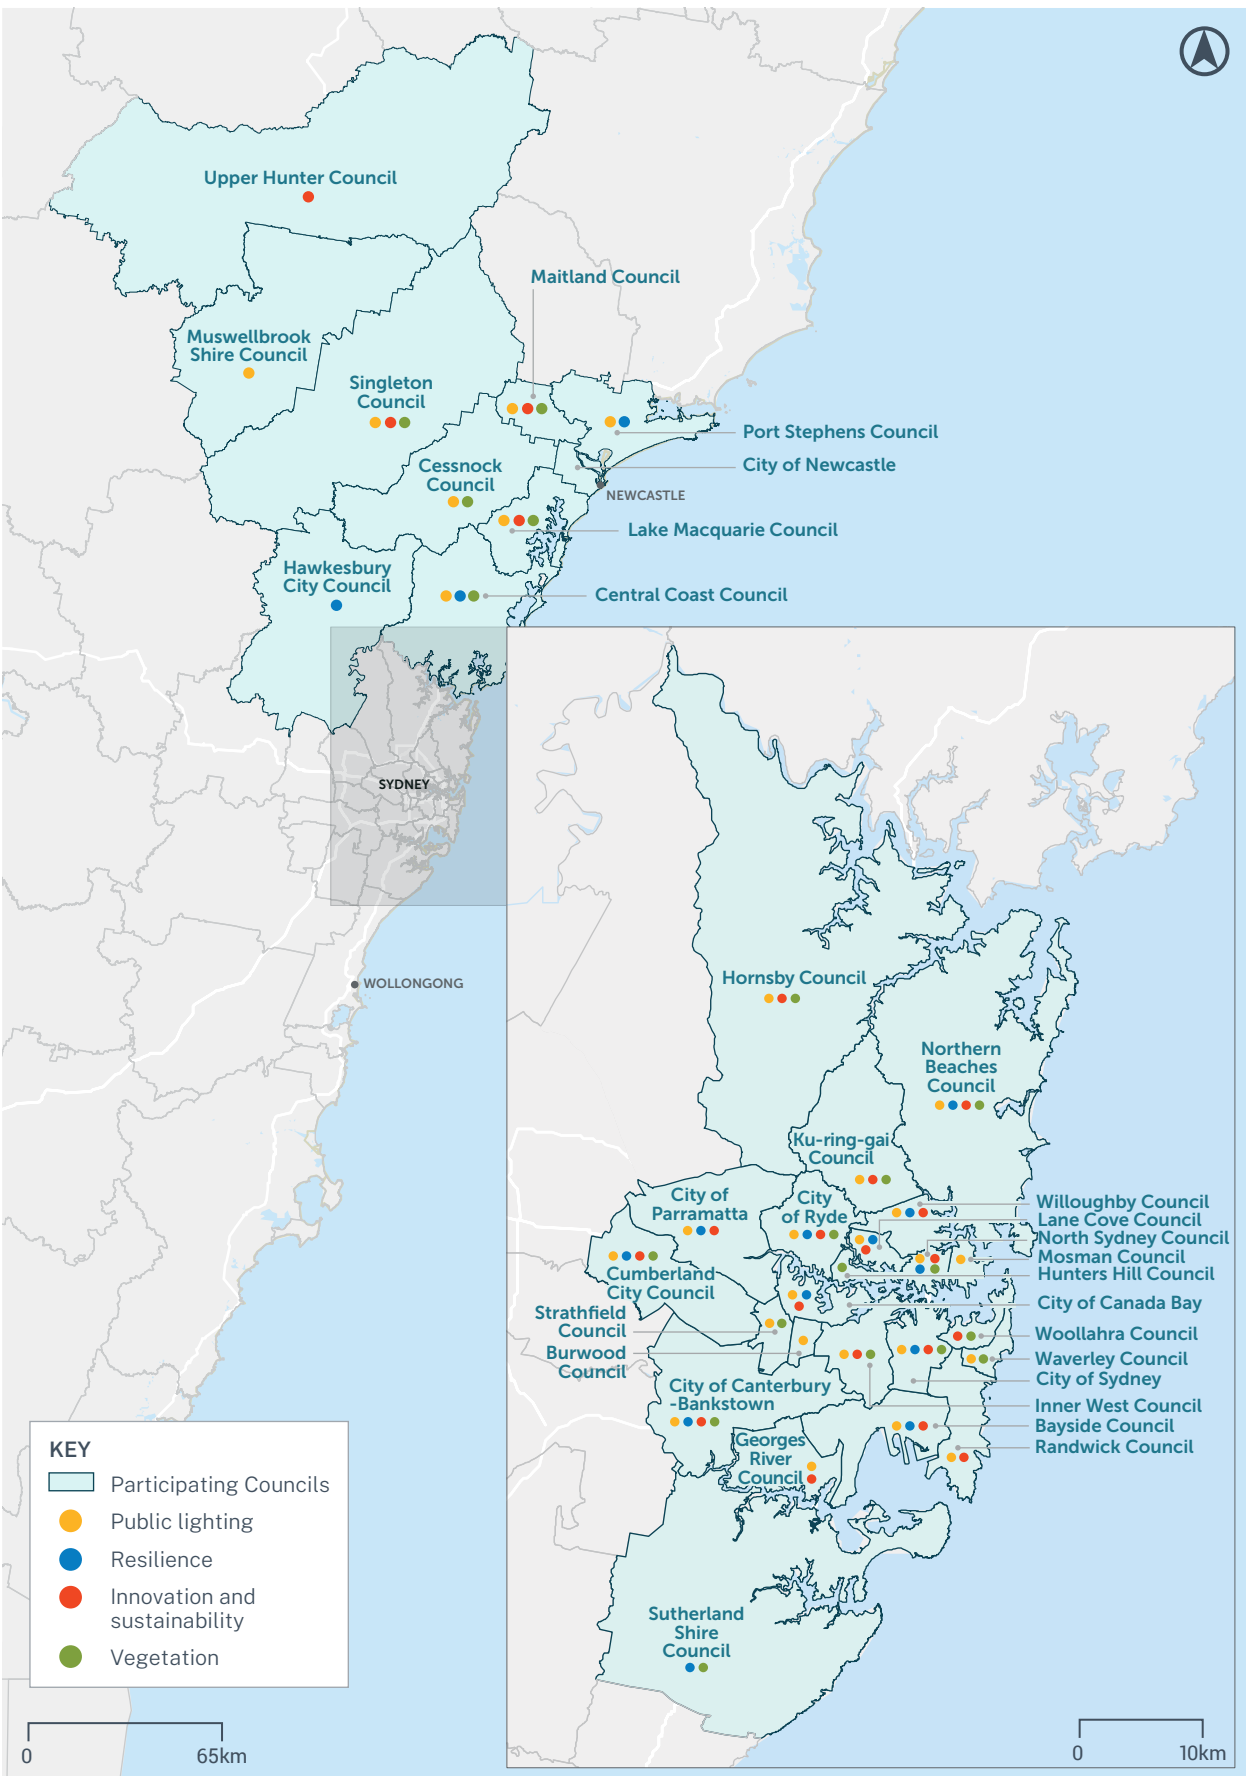 Upper Hunter Council
Maitland Council
Muswellbrook
Shire Council
Singleton
Council
Port Stephens Council
City of Newcastle
Cessnock
Council
NEWCASTLE
Lake Macquarie Council
Hawkesbury
City Council
Central Coast Council
SYDNEY
WOLLONGONG
Hornsby Council
Northern
Beaches
Council
Ku-ring-gai
Council
City of
Parramatta
City
of Ryde
Willoughby Council
Lane Cove Council
North Sydney Council
Mosman Council
Hunters Hill Council
Cumberland
City Council
City of Canada Bay
Strathfield
Council
Burwood
Council
Woollahra Council
Waverley Council
City of Sydney
Inner West Council
Bayside Council
Randwick Council
City of Canterbury
-Bankstown
Georges
River
Council
Sutherland
Shire
Council
KEY
Participating Councils
Public lighting
Resilience
Innovation and
sustainability
Vegetation
0 65km
0 10km